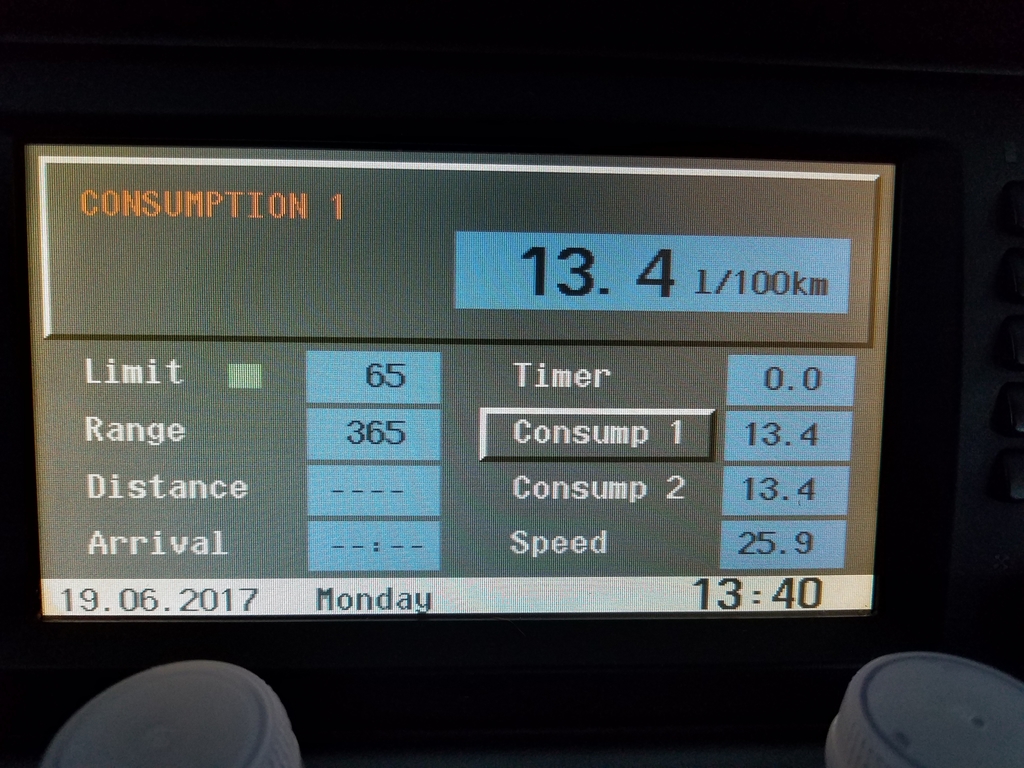 CONSUMPTION 1
13.4 l/100km
Limit 65 Timer 0.0
Range 365 Consump 1 13.4
Distance ---- Consump 2 13.4
Arrival --:-- Speed 25.9
19.06.2017 Monday 13:40